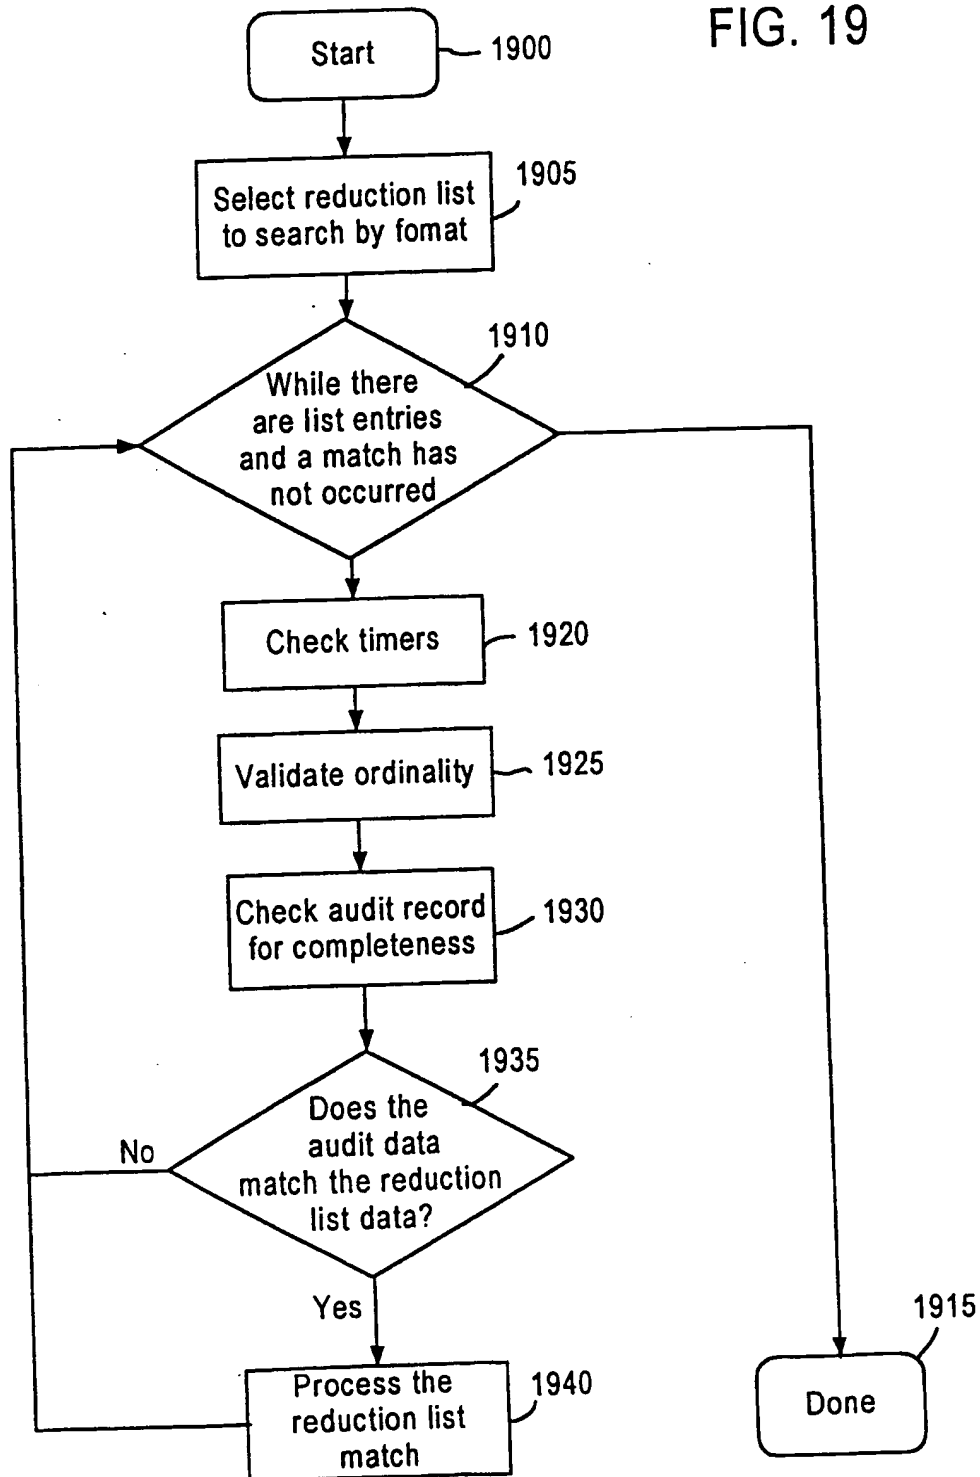 FIG. 19
Start
1900
Select reduction list
to search by fomat
1905
While there
are list entries
and a match has
not occurred
1910
Check timers
1920
Validate ordinality
1925
Check audit record
for completeness
1930
Does the
audit data
match the reduction
list data?
1935
No
Yes
Process the
reduction list
match
1940
Done
1915